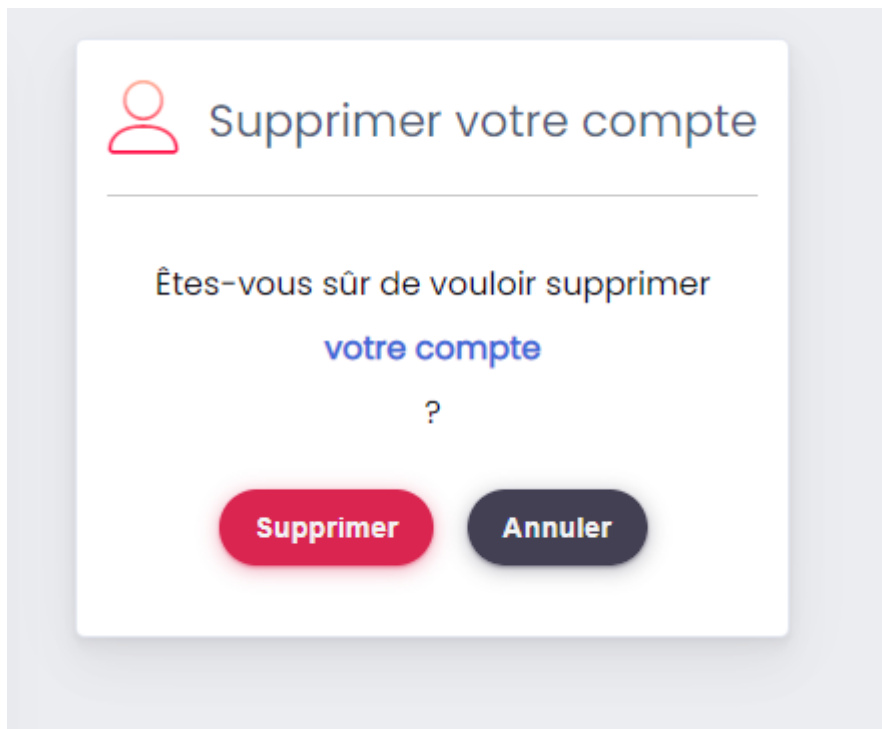 Supprimer votre compte
Êtes-vous sûr de vouloir supprimer
votre compte
?
Supprimer Annuler